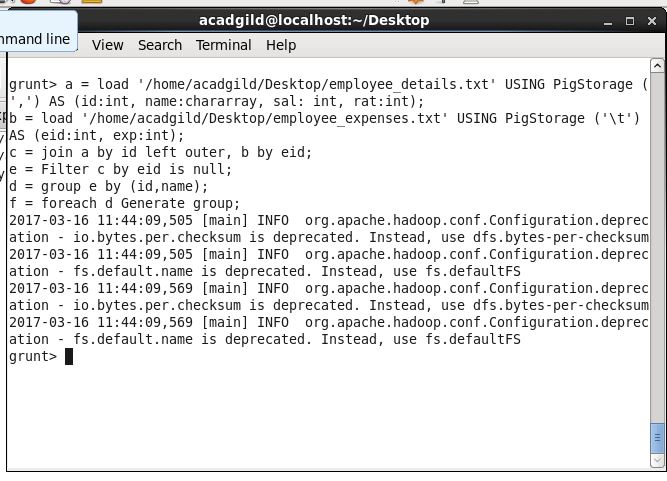 acadgild@localhost:~/Desktop
mmand line
View Search Terminal Help
grunt> a = load '/home/acadgild/Desktop/employee_details.txt' USING PigStorage (
',') AS (id:int, name:chararray, sal: int, rat:int);
b = load '/home/acadgild/Desktop/employee_expenses.txt' USING PigStorage ('\t')
AS (eid:int, exp:int);
c = join a by id left outer, b by eid;
e = Filter c by eid is null;
d = group e by (id,name);
f = foreach d Generate group;
2017-03-16 11:44:09,505 [main] INFO  org.apache.hadoop.conf.Configuration.deprec
ation - io.bytes.per.checksum is deprecated. Instead, use dfs.bytes-per-checksum
2017-03-16 11:44:09,505 [main] INFO  org.apache.hadoop.conf.Configuration.deprec
ation - fs.default.name is deprecated. Instead, use fs.defaultFS
2017-03-16 11:44:09,569 [main] INFO  org.apache.hadoop.conf.Configuration.deprec
ation - io.bytes.per.checksum is deprecated. Instead, use dfs.bytes-per-checksum
2017-03-16 11:44:09,569 [main] INFO  org.apache.hadoop.conf.Configuration.deprec
ation - fs.default.name is deprecated. Instead, use fs.defaultFS
grunt>